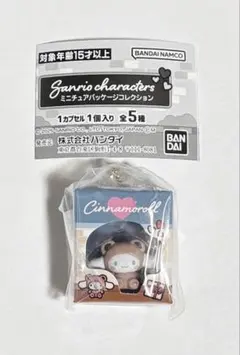 対象年齢15才以上
BANDAI NAMCO
Sanrio characters
ミニチュアパッケージコレクション
1カプセル1個入り 全5種
株式会社バンダイ
BAN
DAI
Cinnamoroll